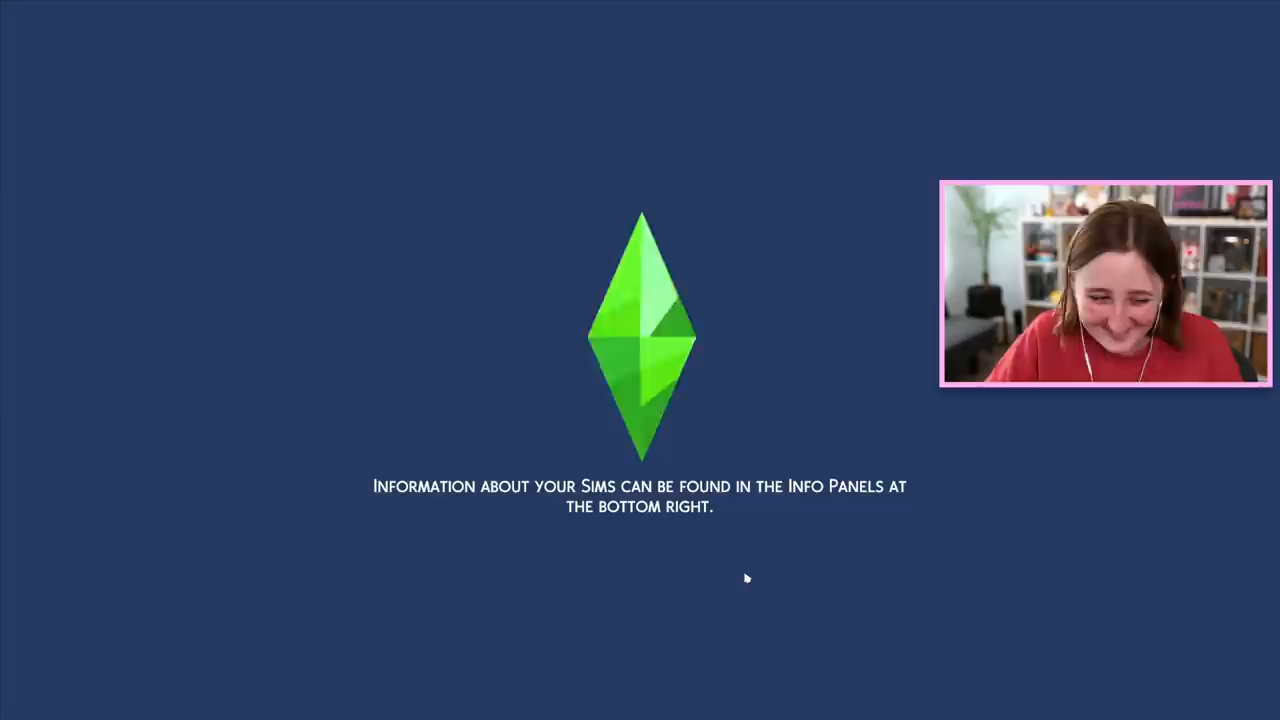 Information about your Sims can be found in the Info Panels at
the bottom right.